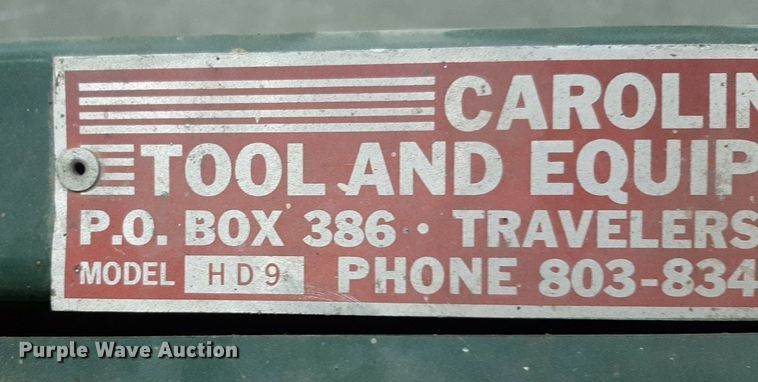 CAROLIN
TOOL AND EQUIP
P.O. BOX 386 · TRAVELERS
MODEL HD9 PHONE 803-834
Purple Wave Auction